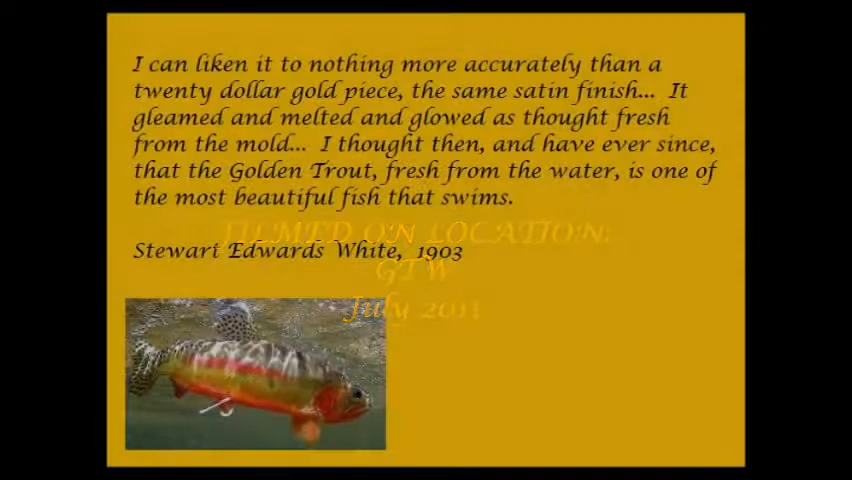 I can liken it to nothing more accurately than a
twenty dollar gold piece, the same satin finish... It
gleamed and melted and glowed as thought fresh
from the mold... I thought then, and have ever since,
that the Golden Trout, fresh from the water, is one of
the most beautiful fish that swims.
FILMED ON LOCATION:
Stewart Edwards White, 1903
GTW
July 2011